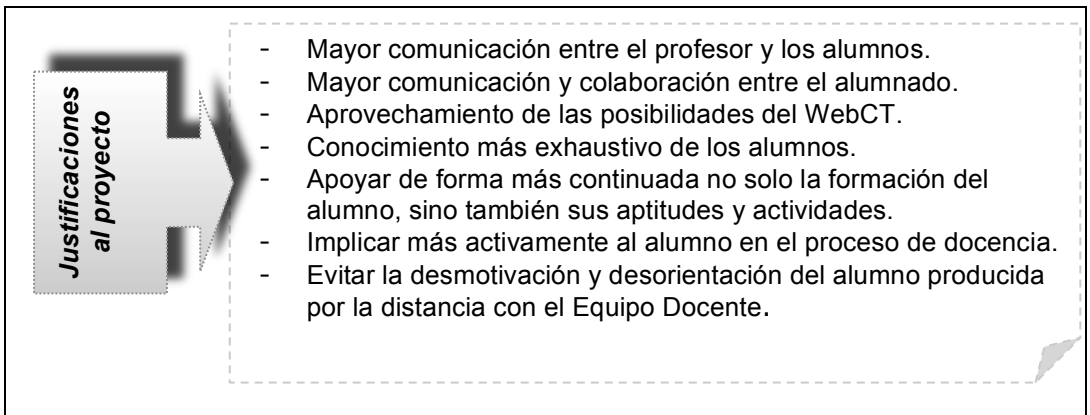 Justificaciones
al proyecto
- Mayor comunicación entre el profesor y los alumnos.
- Mayor comunicación y colaboración entre el alumnado.
- Aprovechamiento de las posibilidades del WebCT.
- Conocimiento más exhaustivo de los alumnos.
- Apoyar de forma más continuada no solo la formación del
alumno, sino también sus aptitudes y actividades.
- Implicar más activamente al alumno en el proceso de docencia.
- Evitar la desmotivación y desorientación del alumno producida
por la distancia con el Equipo Docente.